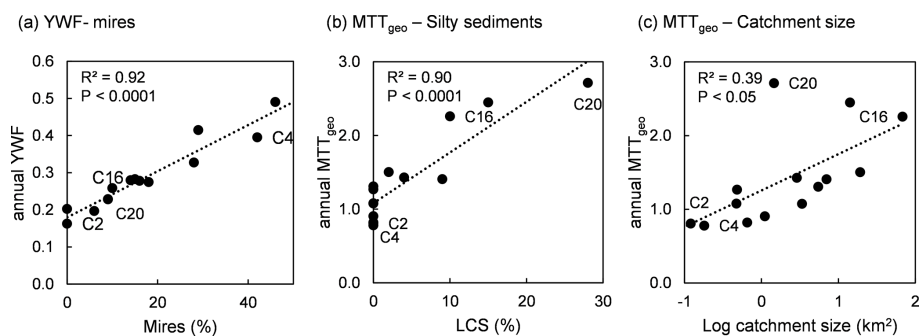 (a) YWF- mires
R² = 0.92
P < 0.0001
annual YWF
0.6
0.5
0.4
0.3
0.2
0.1
0.0
C16
C4
C2
C20
0 20 40
Mires (%)
(b) MTTgeo – Silty sediments
R² = 0.90
P < 0.0001
annual MTTgeo
3.0
2.0
1.0
0.0
C16
C20
C2
C4
0 10 20 30
LCS (%)
(c) MTTgeo – Catchment size
R² = 0.39
P < 0.05
annual MTTgeo
3.0
2.0
1.0
0.0
C20
C16
C2
C4
-1 0 1 2
Log catchment size (km²)